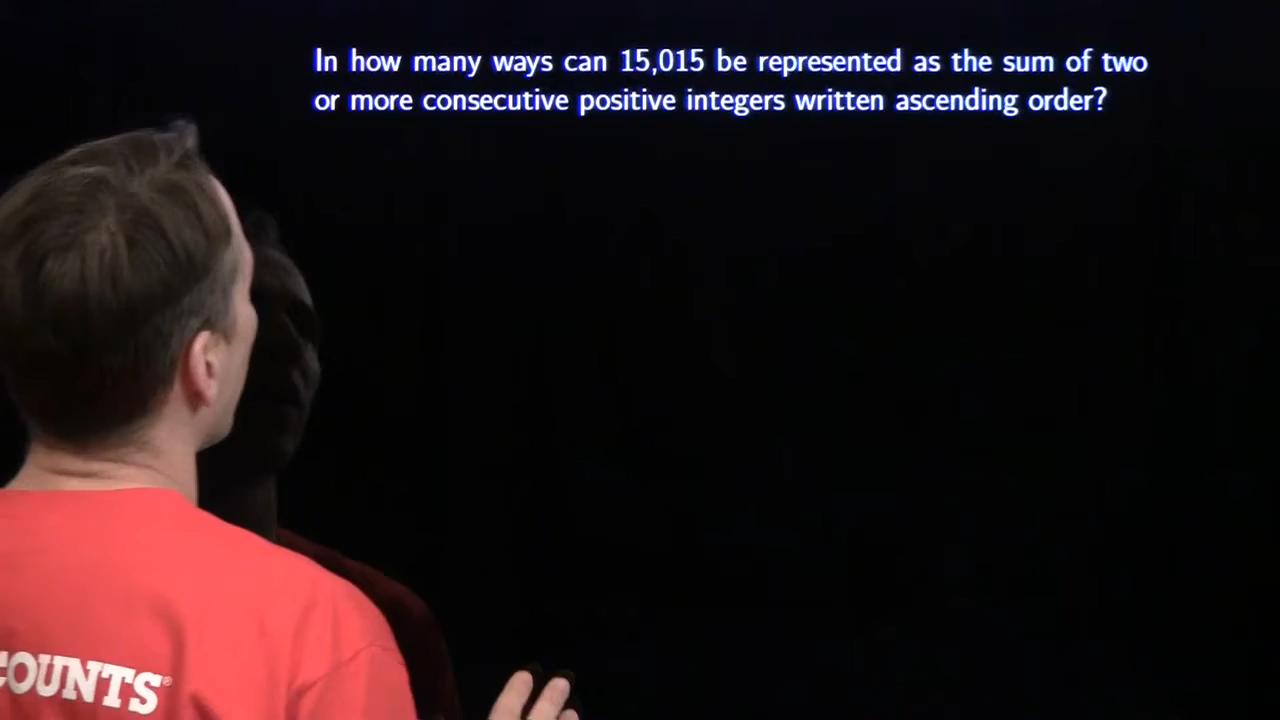 In how many ways can 15,015 be represented as the sum of two
or more consecutive positive integers written ascending order?
COUNTS®